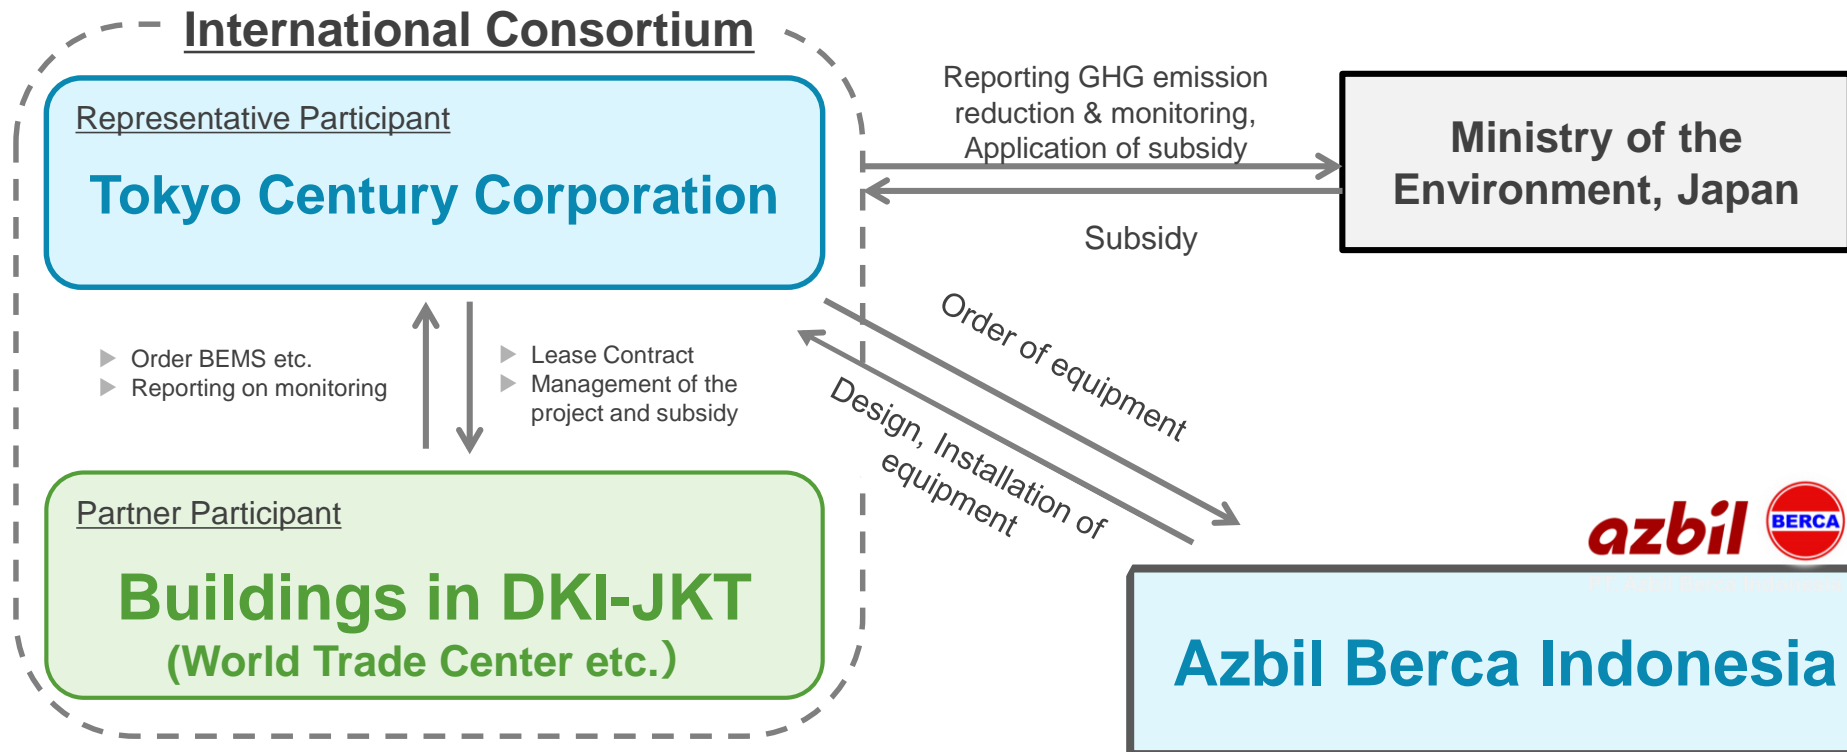 International Consortium
Representative Participant
Tokyo Century Corporation
Reporting GHG emission
reduction & monitoring,
Application of subsidy
Subsidy
Ministry of the
Environment, Japan
Order BEMS etc.
Reporting on monitoring
Lease Contract
Management of the
project and subsidy
Order of equipment
Design, Installation of
equipment
Partner Participant
Buildings in DKI-JKT
(World Trade Center etc.)
azbil
BERCA
Azbil Berca Indonesia